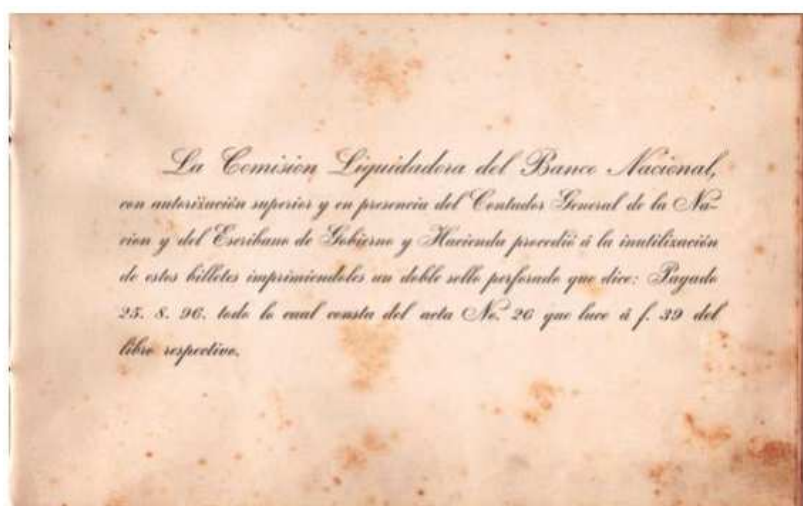 La Comisión Liquidadora del Banco Nacional,
con autorización superior y en presencia del Contador General de la Na-
cion y del Escribano de Gobierno y Hacienda procedió á la inutilización
de estos billetes imprimiendoles un doble sello perforado que dice: Pagado
25. 8. 96. todo lo cual consta del acta No. 26 que luce á f. 39 del
libro respectivo.